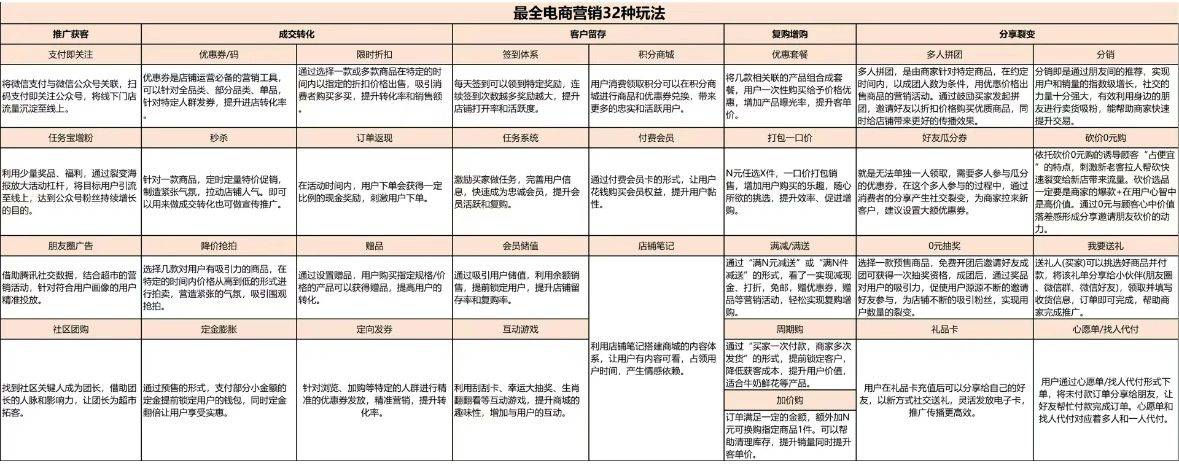 最全电商营销32种玩法
推广获客
成交转化
客户留存
复购增购
分享裂变
支付即关注
优惠券/码
限时折扣
签到体系
积分商城
优惠套餐
多人拼团
分销
将微信支付与微信公众号关联，扫
码支付即关注公众号，将线下门店
流量沉淀至线上。
优惠券是店铺运营必备的营销工具，
可以针对全品类、部分品类、单品，
针对特定人群发券，提升进店转化率
。
通过选择一款或多款商品在特定的时
间内以指定的折扣价格出售，吸引消
费者购买多买，提升转化率和销售额
。
每天签到可以领到特定奖励，连
续签到次数越多奖励越大，提升
店铺打开率和活跃度。
用户消费领取积分可以在积分商
城进行商品和优惠券兑换，带来
更多的忠实和活跃用户。
将几款相关联的产品组合成套
餐，用户一次性购买给予价格优
惠，增加产品曝光率，提升客单
价。
多人拼团，是由商家针对特定商品，在约定
时间内，以成团人数为条件，用优惠价格出
售商品的营销活动。通过鼓励买家发起拼
团，邀请好友以折扣价格购买优质商品，同
时给店铺带来更好的传播效果。
分销即是通过朋友间的推荐，实现
用户和销量的指数级增长，社交的
力量十分强大，有效利用身边的朋
友进行卖货吸粉，能帮助商家快速
提升交易。
任务宝增粉
秒杀
订单返现
任务系统
付费会员
打包一口价
好友瓜分券
砍价0元购
利用少量奖品、福利，通过裂变海
报放大活动杠杆，将目标用户引流
至线上，达到公众号粉丝持续增长
的目的。
针对一款商品，定时定量特价促销，
制造紧张气氛，拉动店铺人气。即可
以用来做成交转化也可做宣传推广。
在活动时间内，用户下单会获得一定
比例的现金奖励，刺激用户下单。
激励买家做任务，完善用户信
息，快速成为忠诚会员，提升会
员活跃和复购。
通过付费会员卡的形式，让用户
花钱购买会员权益，提升用户黏
性。
N元任选X件，一口价打包销
售，增加用户购买的乐趣，随心
所欲的挑选，提升效率、促进增
购。
就是无法单独一人领取，需要多人参与瓜分
的优惠券，在这个多人参与的过程中，通过
消费者的分享产生社交裂变，为商家拉来新
客户，建议设置大额优惠券。
依托砍价0元购的诱导顾客“占便宜
”的特点，刺激新老客拉人帮砍快
速裂变给新店带来流量。砍价选品
一定要是商家的爆款+在用户心智中
是高价值。通过0元与顾客心中价值
落差感形成分享邀请朋友砍价的动
力。
朋友圈广告
降价抢拍
赠品
会员储值
店铺笔记
满减/满送
0元抽奖
我要送礼
借助腾讯社交数据，结合超市的营
销活动，针对符合用户画像的用户
精准投放。
选择几款对用户有吸引力的商品，在
特定的时间内价格从高到低的形式进
行拍卖，营造紧张的气氛，吸引围观
抢拍。
通过设置赠品，用户购买指定规格/价
格的产品可以获得赠品，提高用户的
转化。
通过吸引用户储值，利用余额销
售，提前锁定用户，提升店铺留
存率和复购率。
利用店铺笔记搭建商城的内容体
系，让用户有内容可看，占领用
户时间，产生情感依赖。
通过“满N元减送”或“满N件
减送”的形式，看了一实现减现
金、打折，免邮，赠优惠券，赠
品等营销活动，轻松实现复购增
购。
选择一款预售商品，免费开团后邀请好友成
团可获得一次抽奖资格，成团后，通过奖品
对用户的吸引力，促使用户源源不断的邀请
好友参与，为店铺不断的吸引粉丝，实现用
户数量的裂变。
送礼人(买家)可以挑选好商品并付
款，将该礼单分享给小伙伴(朋友圈
、微信群、微信好友)，领取并填写
收货信息，订单即可完成，帮助商
家完成推广。
社区团购
定金膨胀
定向发券
互动游戏
周期购
礼品卡
心愿单/找人代付
找到社区关键人成为团长，借助团
长的人脉和影响力，让团长为超市
拓客。
通过预售的形式，支付部分小金额的
定金提前锁定用户的钱包，同时定金
翻倍让用户享受实惠。
针对浏览、加购等特定的人群进行精
准的优惠券发放，精准营销，提升转
化率。
利用刮刮卡、幸运大抽奖、生肖
翻翻看等互动游戏，提升商城的
趣味性，增加与用户的互动。
通过“买家一次付款，商家多次
发货”的形式，提前锁定客户，
降低获客成本，提升用户价值，
适合牛奶鲜花等产品。
加价购
订单满足一定的金额，额外加N
元可换购指定商品1件。可以帮
助清理库存，提升销量同时提升
客单价。
用户在礼品卡充值后可以分享给自己的好
友，以新方式社交送礼，灵活发放电子卡，
推广传播更高效。
用户通过心愿单/找人代付形式下
单，将未付款订单分享给朋友，让
好友帮忙付款完成订单。心愿单和
找人代付对应着多人和一人代付。